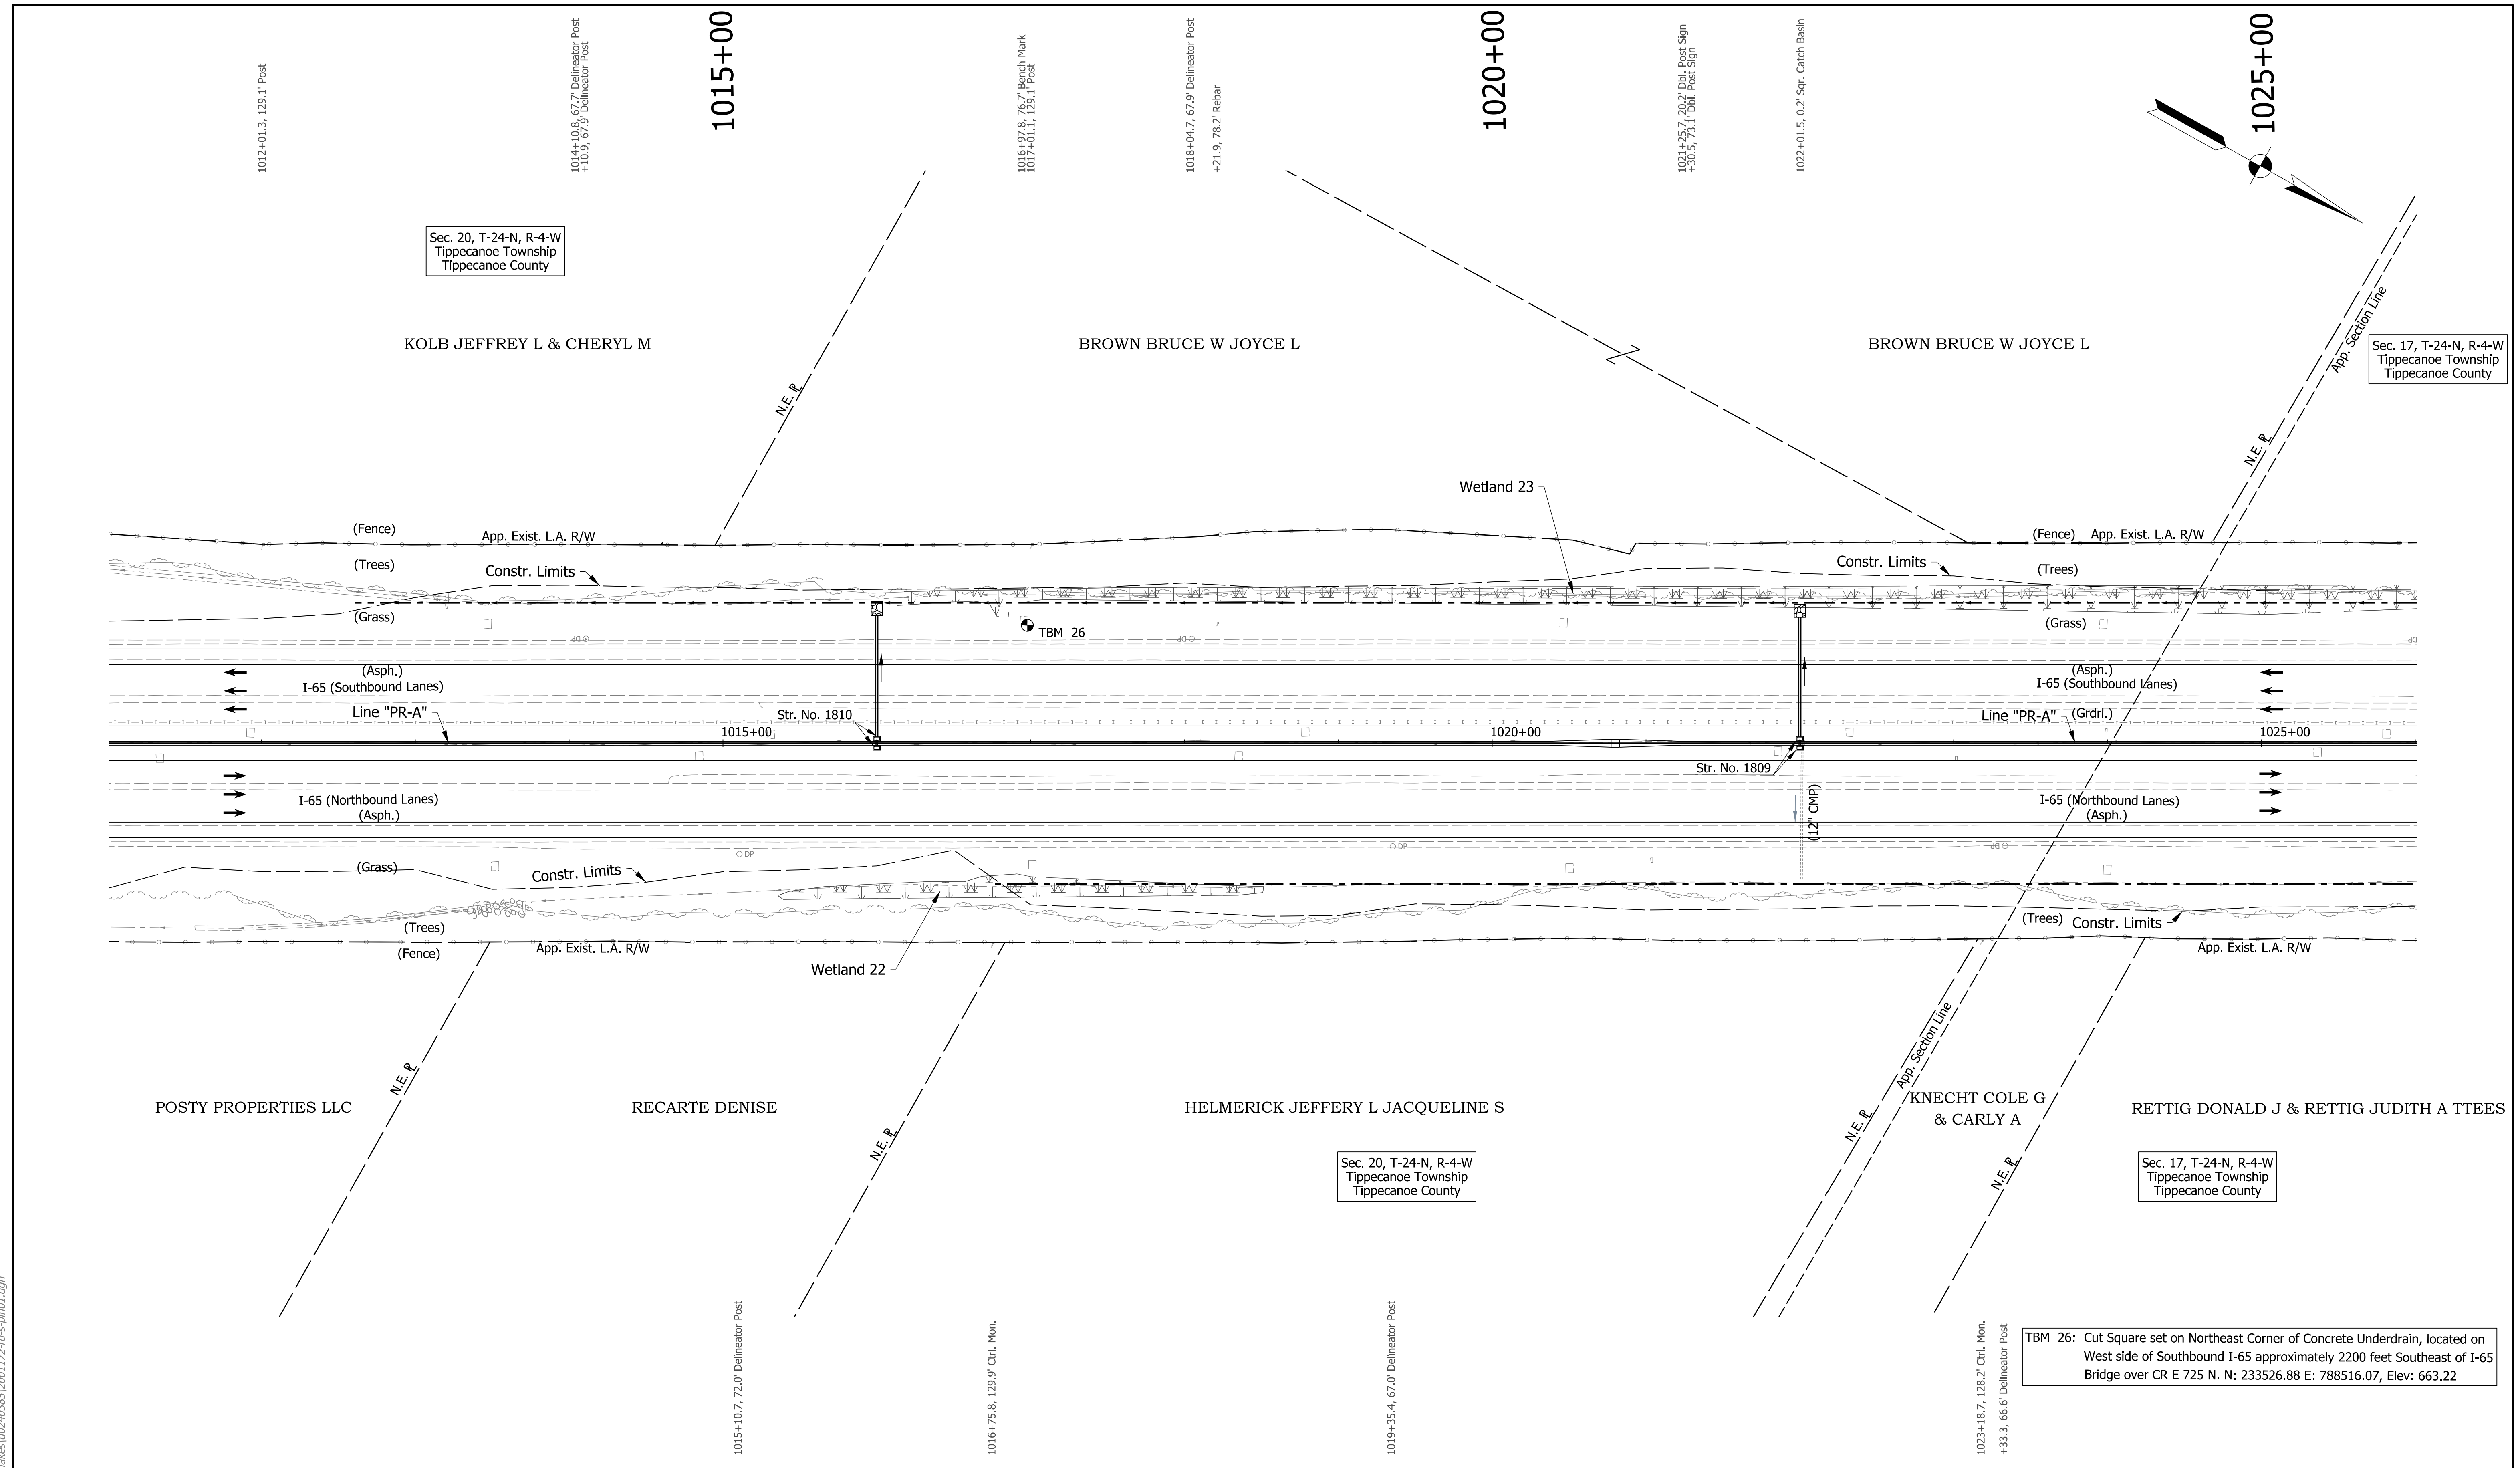 1012+01.3, 129.1' Post
1014+10.8, 67.7' Delineator Post
+10.9, 67.9' Delineator Post
1015+00
1016+97.8, 76.7' Bench Mark
1017+01.1, 129.1' Post
1018+04.7, 67.9' Delineator Post
+21.9, 78.2' Rebar
1020+00
1021+25.7, 20.2' Dbl. Post Sign
+30.5, 73.1' Dbl. Post Sign
1022+01.5, 0.2' Sqr. Catch Basin
1025+00
Sec. 20, T-24-N, R-4-W
Tippecanoe Township
Tippecanoe County
KOLB JEFFREY L & CHERYL M
BROWN BRUCE W JOYCE L
BROWN BRUCE W JOYCE L
App. Section Line
Sec. 17, T-24-N, R-4-W
Tippecanoe Township
Tippecanoe County
N.E. PL
N.E. PL
Wetland 23
(Fence)
App. Exist. L.A. R/W
(Fence)
App. Exist. L.A. R/W
(Trees)
Constr. Limits
Constr. Limits
(Trees)
(Grass)
(Grass)
DP
TBM 26
DP
(Asph.)
I-65 (Southbound Lanes)
(Asph.)
I-65 (Southbound Lanes)
Line "PR-A"
Str. No. 1810
Line "PR-A"
(Grdrl.)
1015+00
1020+00
1025+00
Str. No. 1809
I-65 (Northbound Lanes)
(Asph.)
(12" CMP)
I-65 (Northbound Lanes)
(Asph.)
DP
DP
DP
(Grass)
Constr. Limits
(Trees)
(Fence)
App. Exist. L.A. R/W
Wetland 22
(Trees)
Constr. Limits
App. Exist. L.A. R/W
N.E. PL
N.E. PL
App. Section Line
N.E. PL
N.E. PL
POSTY PROPERTIES LLC
RECARTE DENISE
HELMERICK JEFFERY L JACQUELINE S
KNECHT COLE G
& CARLY A
RETTIG DONALD J & RETTIG JUDITH A TTEES
Sec. 20, T-24-N, R-4-W
Tippecanoe Township
Tippecanoe County
Sec. 17, T-24-N, R-4-W
Tippecanoe Township
Tippecanoe County
1015+10.7, 72.0' Delineator Post
1016+75.8, 129.9' Ctrl. Mon.
1019+35.4, 67.0' Delineator Post
1023+18.7, 128.2' Ctrl. Mon.
+33.3, 66.6' Delineator Post
TBM 26: Cut Square set on Northeast Corner of Concrete Underdrain, located on
West side of Southbound I-65 approximately 2200 feet Southeast of I-65
Bridge over CR E 725 N. N: 233526.88 E: 788516.07, Elev: 663.22